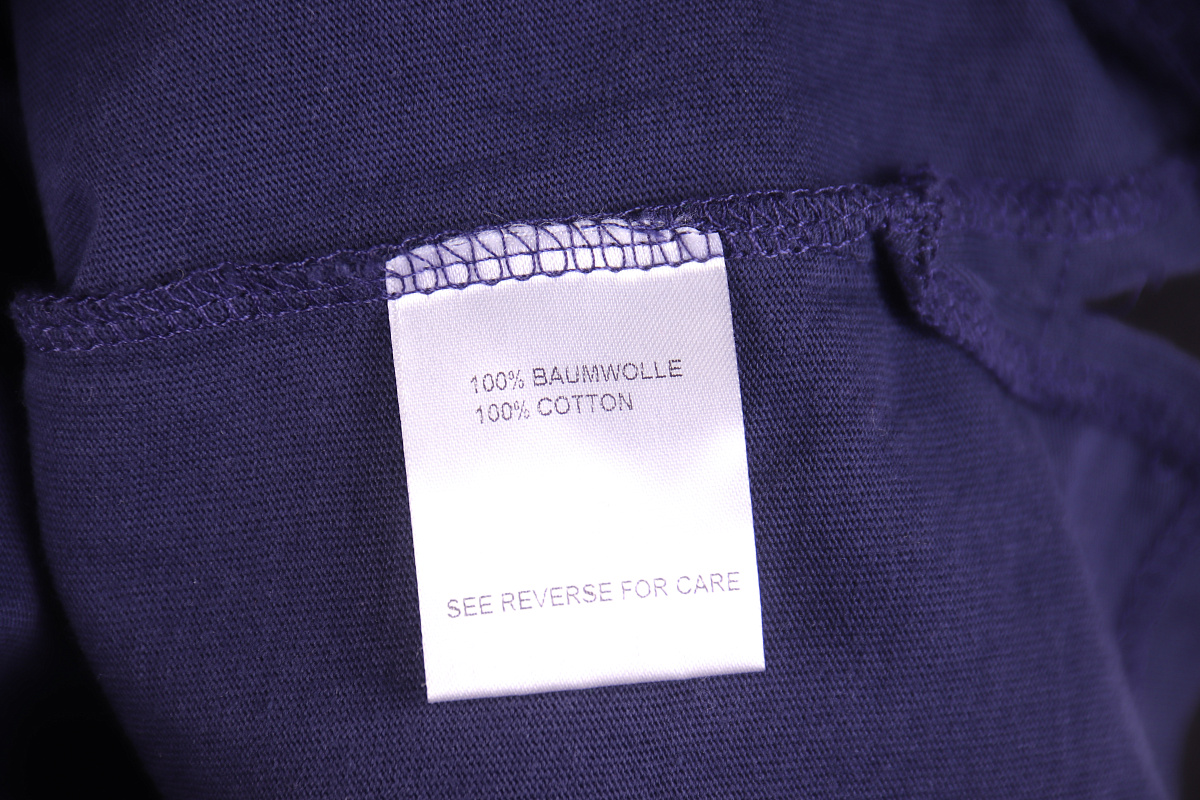 100% BAUMWOLLE
100% COTTON
SEE REVERSE FOR CARE